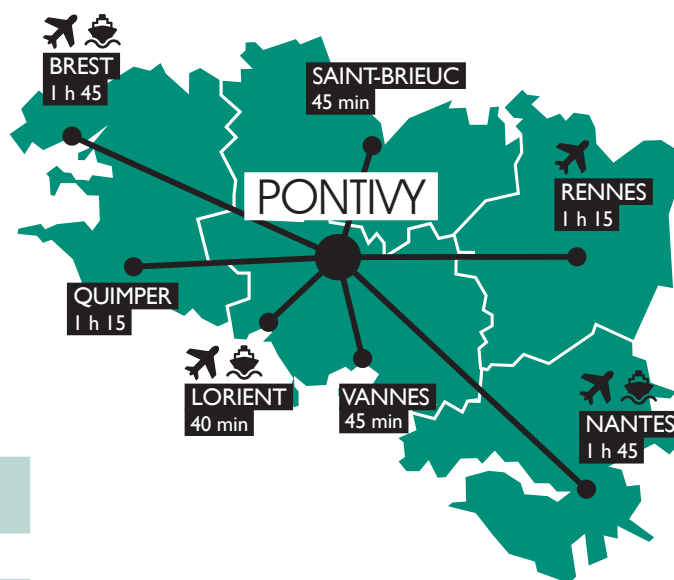 BREST
1 h 45
SAINT-BRIEUC
45 min
PONTIVY
RENNES
1 h 15
QUIMPER
1 h 15
LORIENT
40 min
VANNES
45 min
NANTES
1 h 45